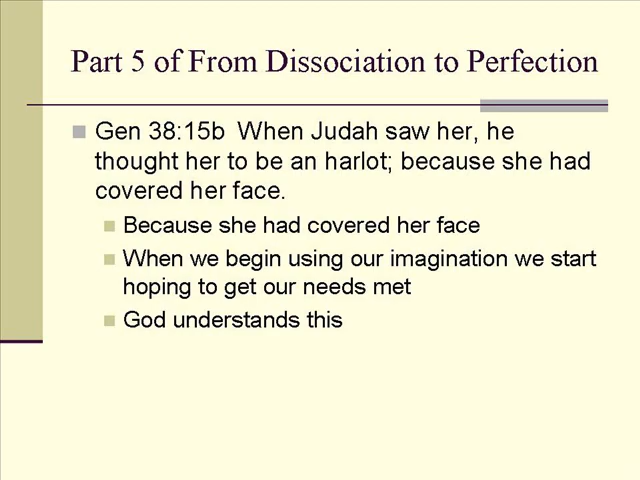 Part 5 of From Dissociation to Perfection
Gen 38:15b  When Judah saw her, he
thought her to be an harlot; because she had
covered her face.
Because she had covered her face
When we begin using our imagination we start
hoping to get our needs met
God understands this